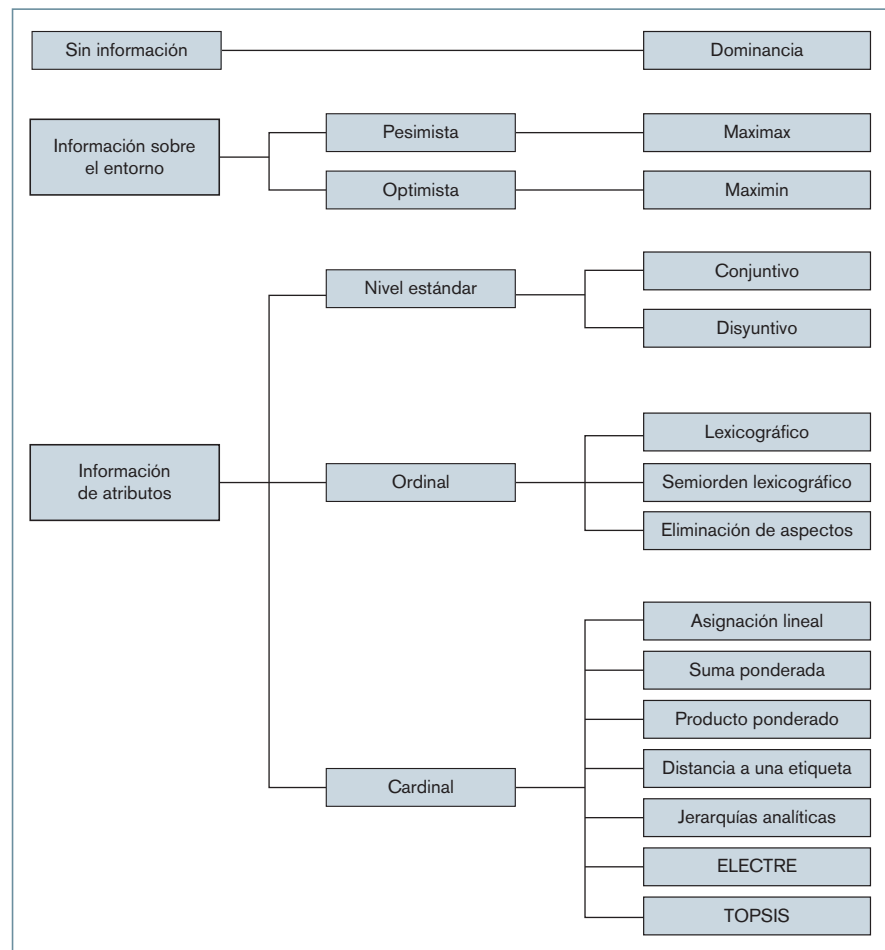 Sin información
Dominancia
Información sobre
el entorno
Pesimista
Maximax
Optimista
Maximin
Nivel estándar
Conjuntivo
Disyuntivo
Información
de atributos
Ordinal
Lexicográfico
Semiorden lexicográfico
Eliminación de aspectos
Cardinal
Asignación lineal
Suma ponderada
Producto ponderado
Distancia a una etiqueta
Jerarquías analíticas
ELECTRE
TOPSIS